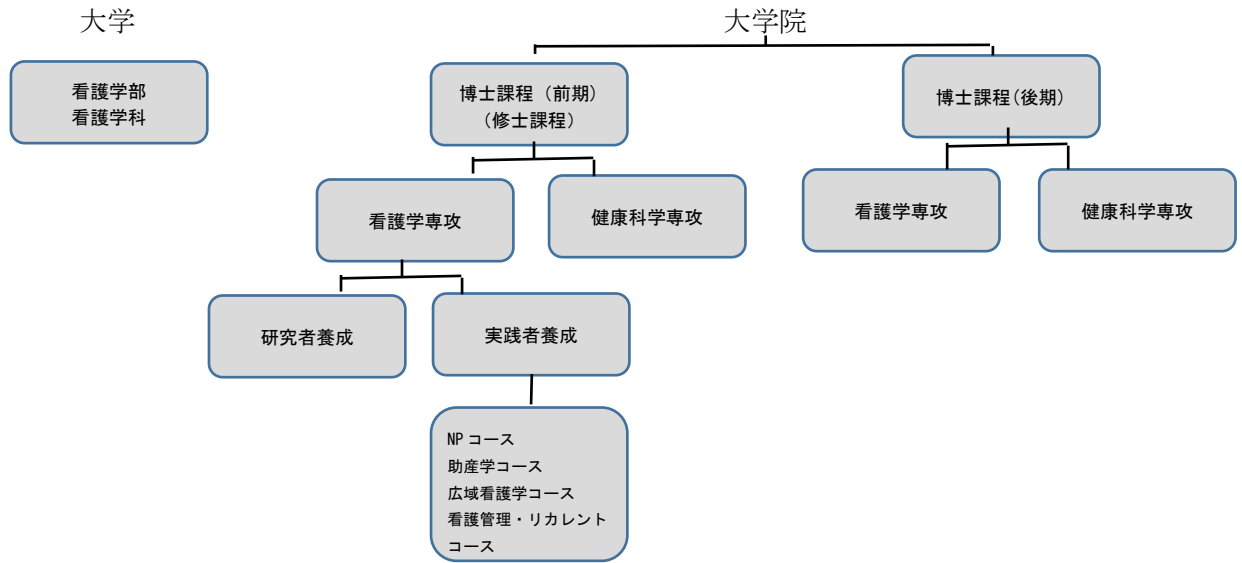 大学
大学院
看護学部
看護学科
博士課程（前期）
（修士課程）
博士課程(後期)
看護学専攻
健康科学専攻
看護学専攻
健康科学専攻
研究者養成
実践者養成
NPコース
助産学コース
広域看護学コース
看護管理・リカレント
コース